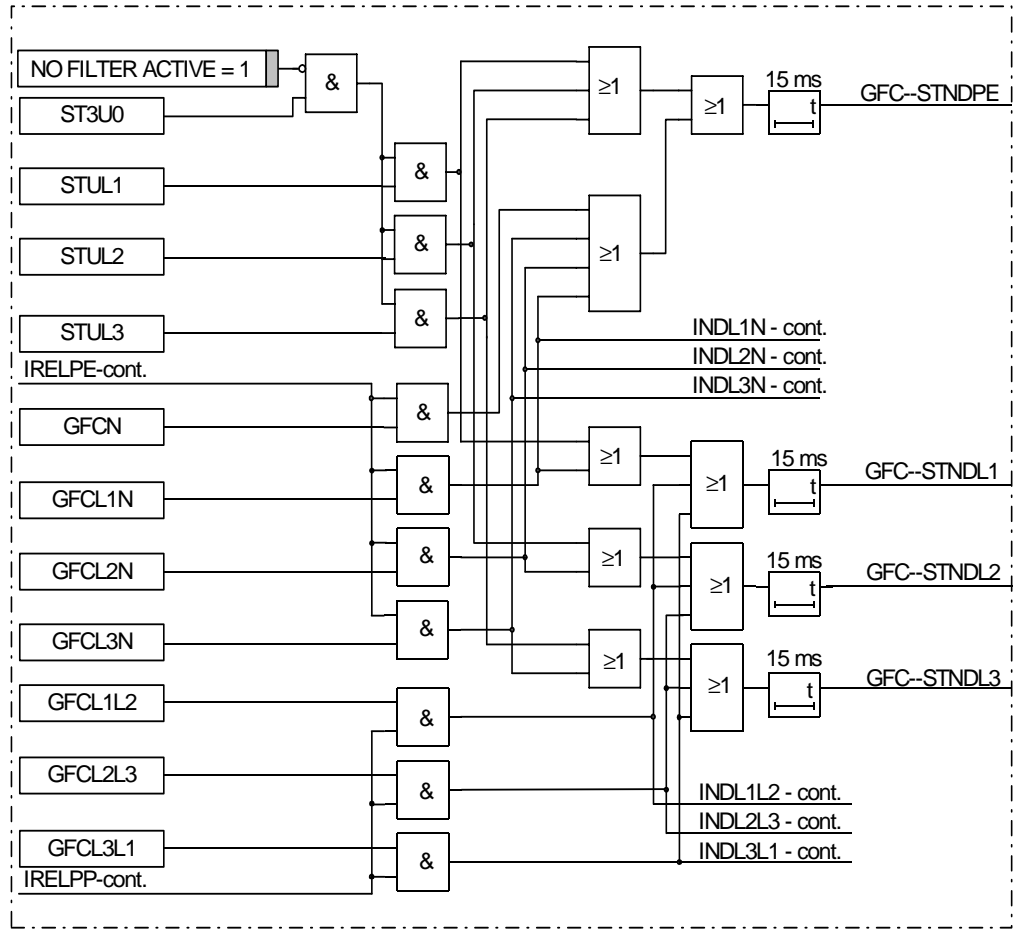 NO FILTER ACTIVE = 1
&
ST3U0
≥1
≥1
15 ms
t
GFC--STNDPE
STUL1
&
STUL2
&
≥1
STUL3
&
INDL1N - cont.
INDL2N - cont.
INDL3N - cont.
IRELPE-cont.
GFCN
&
GFCL1N
&
≥1
≥1
15 ms
t
GFC--STNDL1
GFCL2N
&
≥1
≥1
15 ms
t
GFC--STNDL2
GFCL3N
&
≥1
≥1
15 ms
t
GFC--STNDL3
GFCL1L2
&
GFCL2L3
&
INDL1L2 - cont.
INDL2L3 - cont.
INDL3L1 - cont.
GFCL3L1
&
IRELPP-cont.